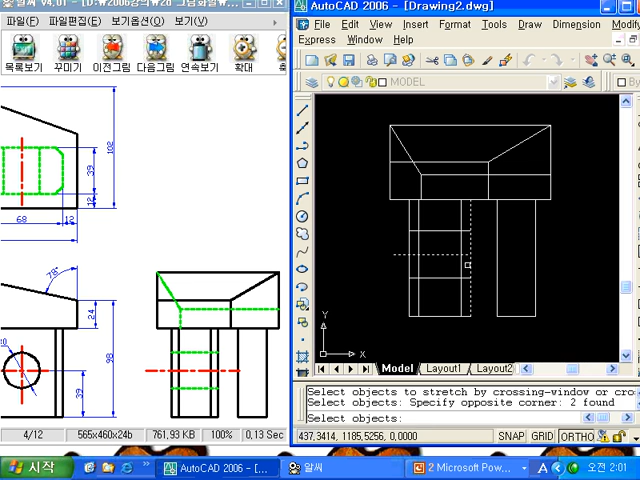 알씨 v4.01 - [D:\2006강의\2d 그림파일\
파일(F) 파일편집(E) 보기옵션(O) 보기(V)
목록보기 꾸미기 이전그림 다음그림 연속보기 확대
102
39
12
68 12
78°
24
98
39
4/12 565x460x24b 761,93 KB 100% 0,13 Sec
AutoCAD 2006 - [Drawing2.dwg]
File Edit View Insert Format Tools Draw Dimension Modify
Express Window Help
MODEL
Y
X
Model Layout1 Layout2
Select objects to stretch by crossing-window or cro
Select objects: Specify opposite corner: 2 found
Select objects:
437,3414, 1185,5256, 0,0000 SNAP GRID ORTHO
시작 AutoCAD 2006 - [... 알씨 2 Microsoft Pow... A 오전 2:01